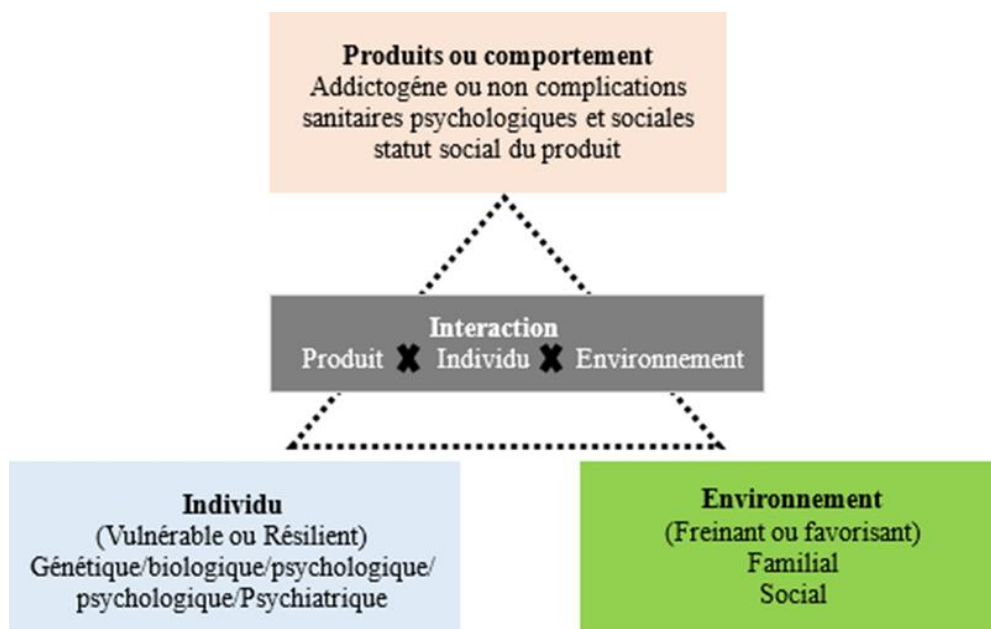 Produits ou comportement
Addictogéne ou non complications
sanitaires psychologiques et sociales
statut social du produit
Interaction
Produit ✖ Individu ✖ Environnement
Individu
(Vulnérable ou Résilient)
Génétique/biologique/psychologique/
psychologique/Psychiatrique
Environnement
(Freinant ou favorisant)
Familial
Social